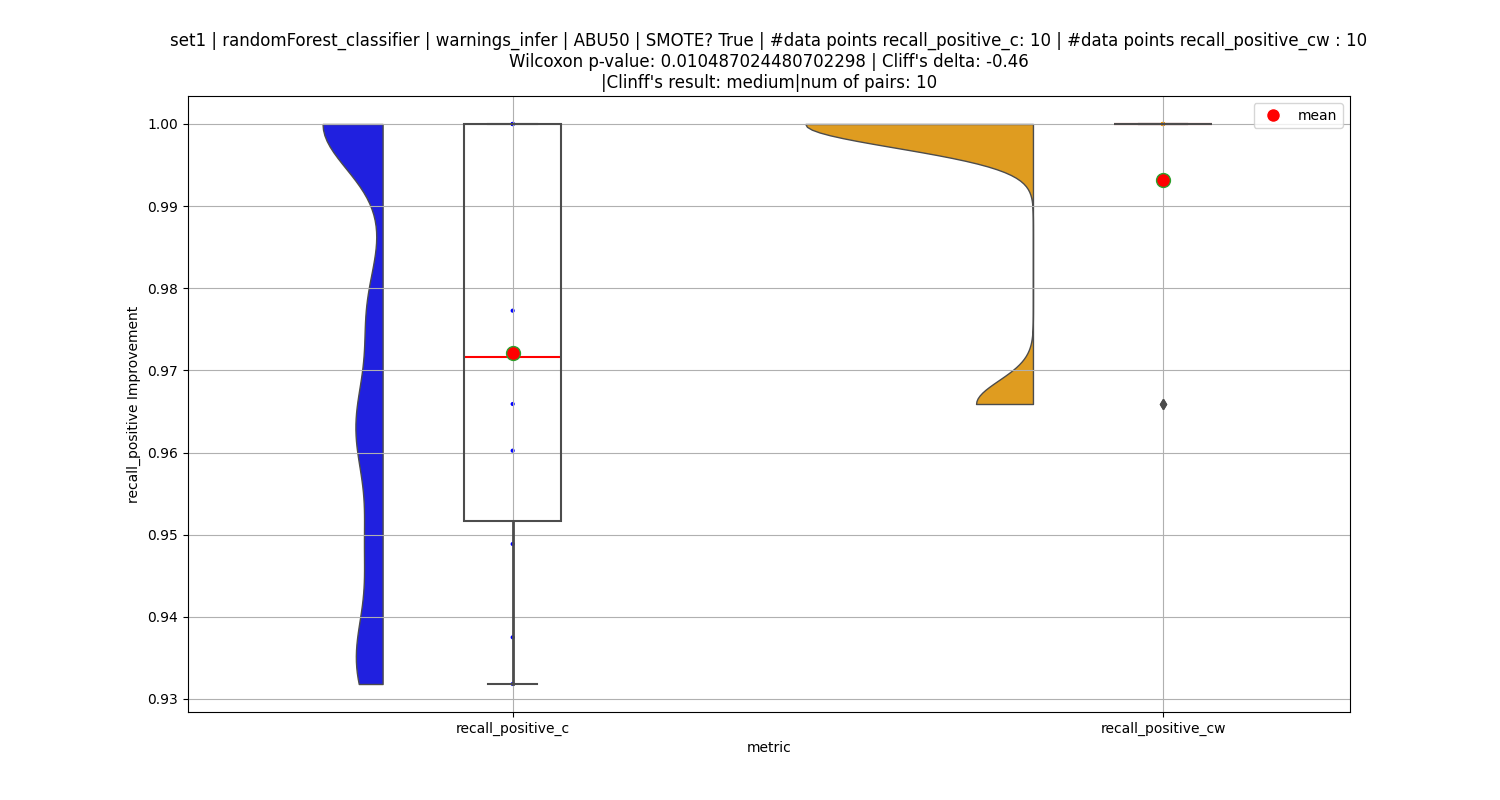 set1 | randomForest_classifier | warnings_infer | ABU50 | SMOTE? True | #data points recall_positive_c: 10 | #data points recall_positive_cw : 10
Wilcoxon p-value: 0.010487024480702298 | Cliff's delta: -0.46
|Clinff's result: medium|num of pairs: 10
mean
1.00
0.99
0.98
0.97
0.96
0.95
0.94
0.93
recall_positive Improvement
recall_positive_c
recall_positive_cw
metric